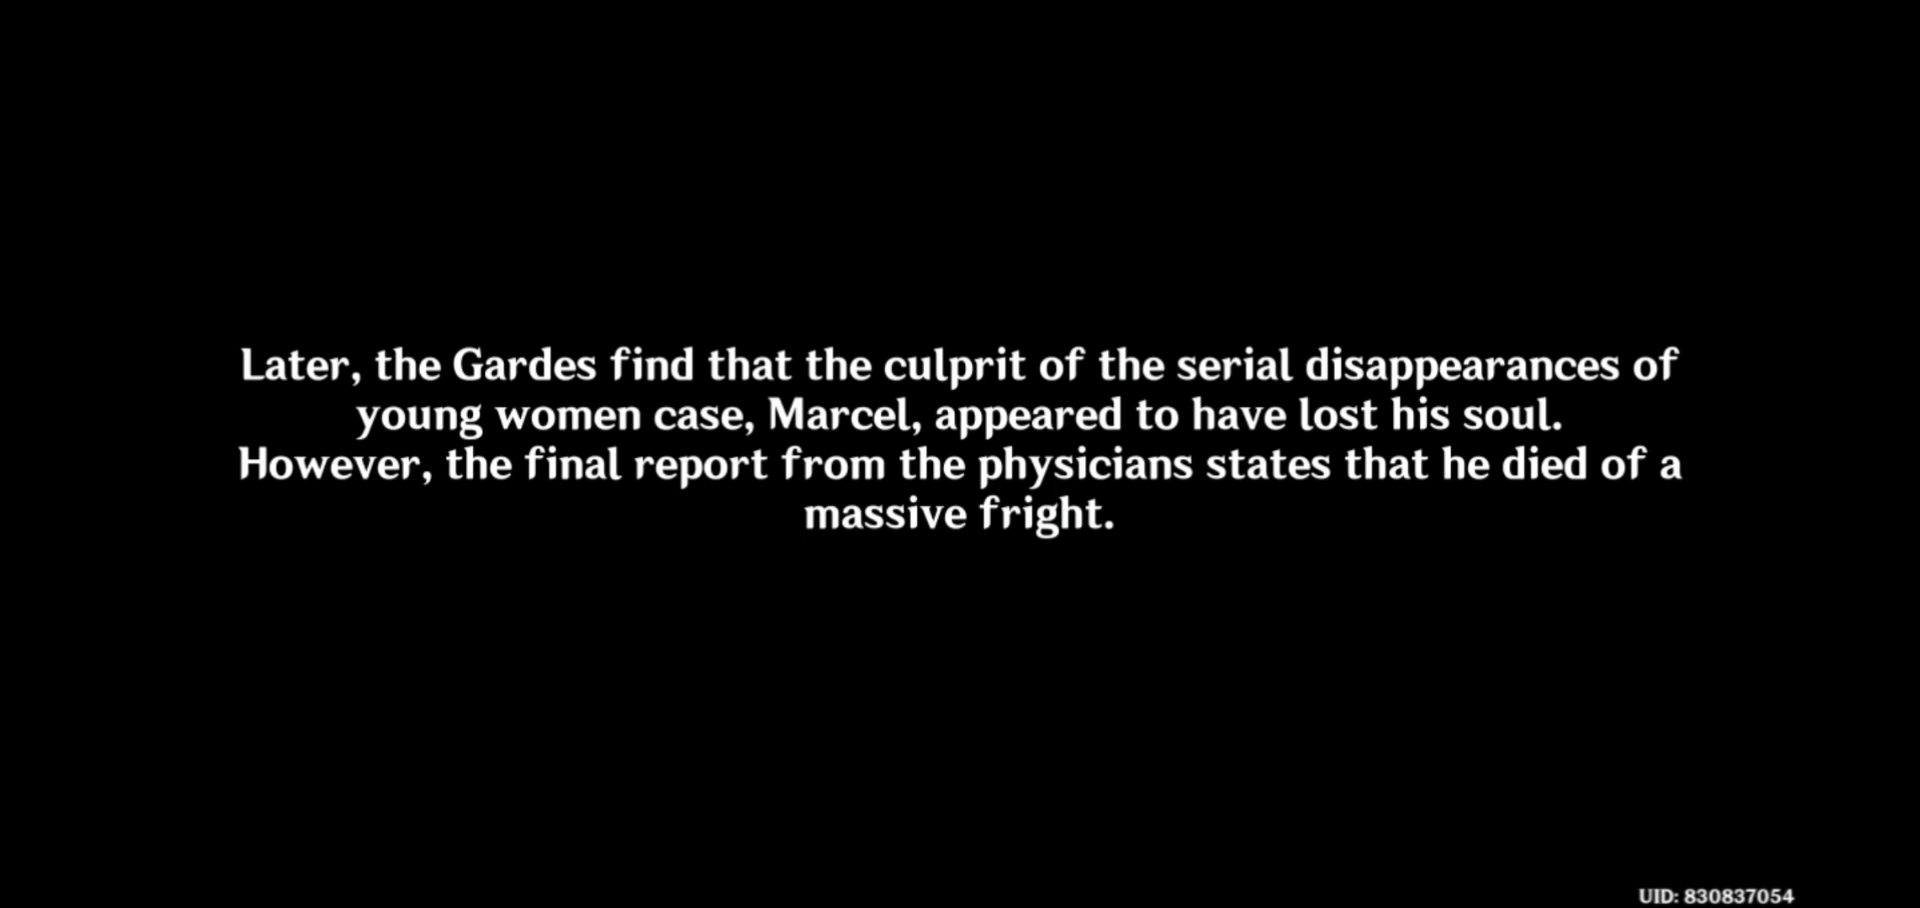 Later, the Gardes find that the culprit of the serial disappearances of
young women case, Marcel, appeared to have lost his soul.
However, the final report from the physicians states that he died of a
massive fright.
UID: 830837054